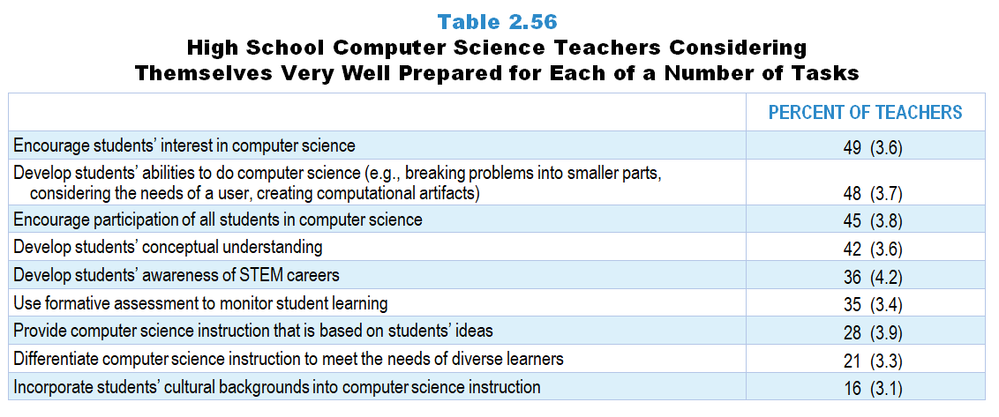 Table 2.56
High School Computer Science Teachers Considering
Themselves Very Well Prepared for Each of a Number of Tasks
PERCENT OF TEACHERS
Encourage students’ interest in computer science 49 (3.6)
Develop students’ abilities to do computer science (e.g., breaking problems into smaller parts,
considering the needs of a user, creating computational artifacts) 48 (3.7)
Encourage participation of all students in computer science 45 (3.8)
Develop students’ conceptual understanding 42 (3.6)
Develop students’ awareness of STEM careers 36 (4.2)
Use formative assessment to monitor student learning 35 (3.4)
Provide computer science instruction that is based on students’ ideas 28 (3.9)
Differentiate computer science instruction to meet the needs of diverse learners 21 (3.3)
Incorporate students’ cultural backgrounds into computer science instruction 16 (3.1)